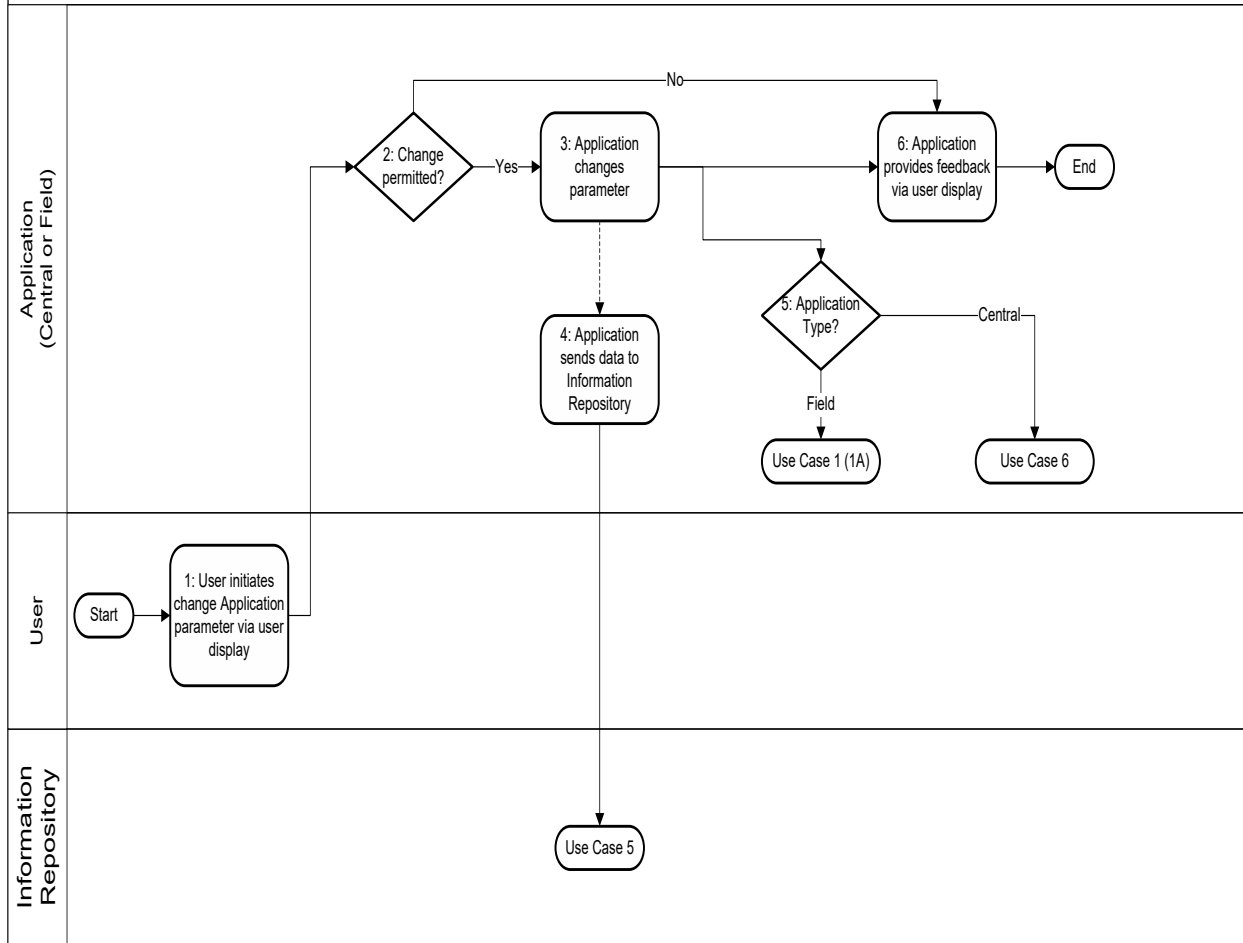 Application
(Central or Field)
No
2: Change
permitted?
Yes
3: Application
changes
parameter
6: Application
provides feedback
via user display
End
4: Application
sends data to
Information
Repository
5: Application
Type?
Central
Field
Use Case 1 (1A)
Use Case 6
User
Start
1: User initiates
change Application
parameter via user
display
Information
Repository
Use Case 5